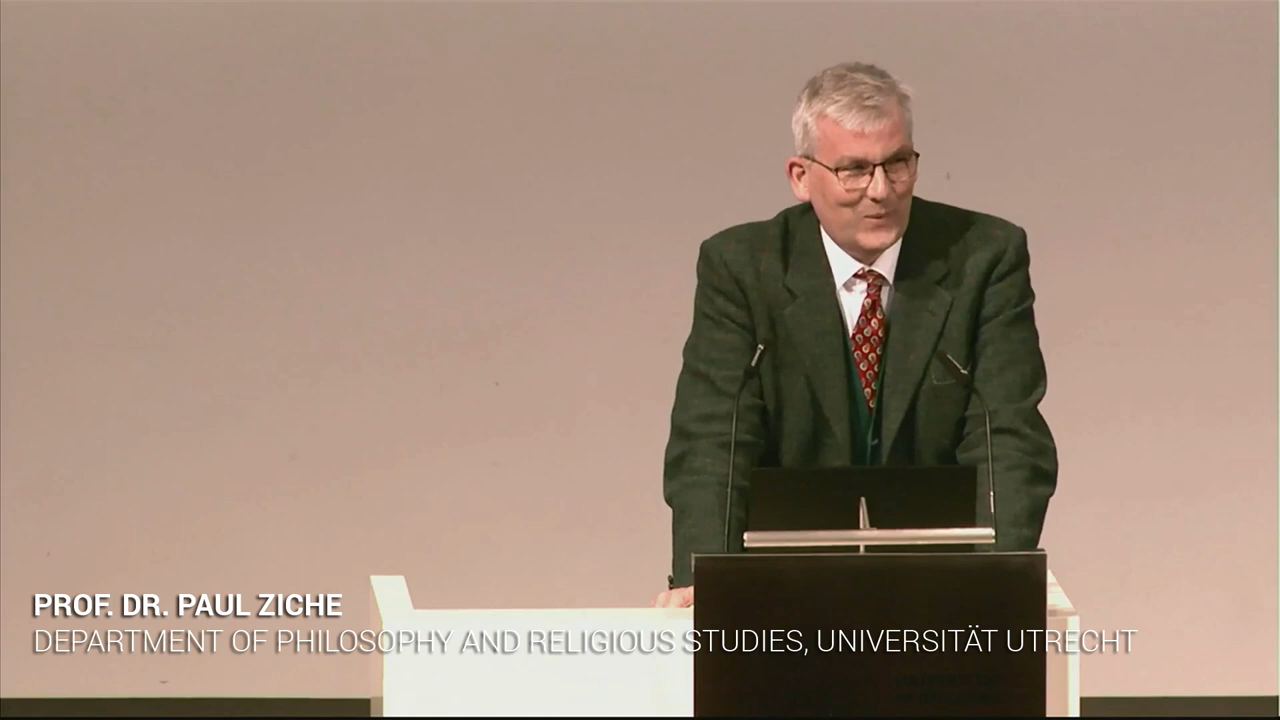 PROF. DR. PAUL ZICHE
DEPARTMENT OF PHILOSOPHY AND RELIGIOUS STUDIES, UNIVERSITÄT UTRECHT